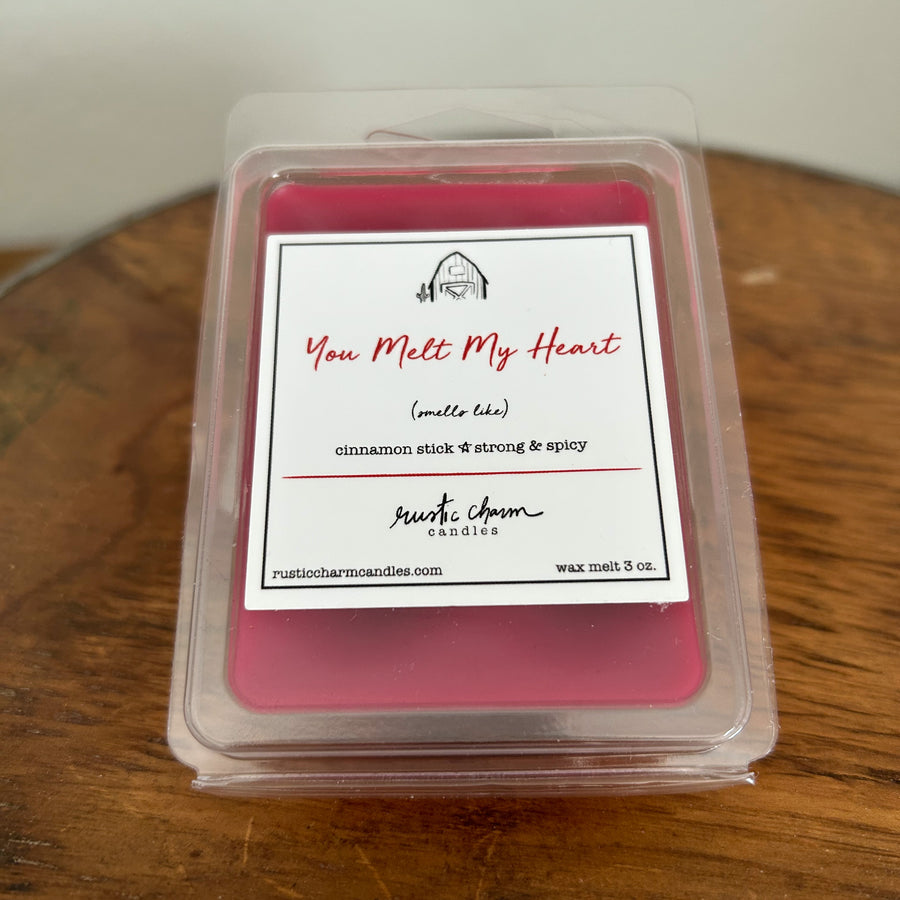 You Melt My Heart
(smells like)
cinnamon stick ☆ strong & spicy
rustic charm
candles
rusticcharmcandles.com
wax melt 3 oz.